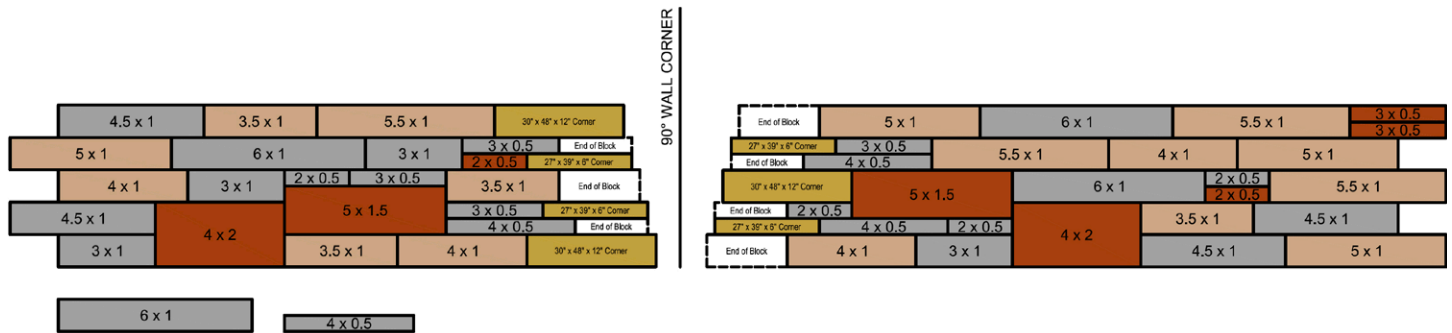 90° WALL CORNER
4.5 x 1
3.5 x 1
5.5 x 1
30" x 48" x 12" Corner
5 x 1
6 x 1
3 x 1
3 x 0.5
End of Block
2 x 0.5
27" x 39" x 6" Corner
4 x 1
3 x 1
2 x 0.5
3 x 0.5
3.5 x 1
End of Block
4.5 x 1
4 x 2
5 x 1.5
3 x 0.5
27" x 39" x 6" Corner
4 x 0.5
End of Block
3 x 1
3.5 x 1
4 x 1
30" x 48" x 12" Corner
6 x 1
4 x 0.5
End of Block
5 x 1
6 x 1
5.5 x 1
3 x 0.5
3 x 0.5
27" x 39" x 6" Corner
3 x 0.5
End of Block
4 x 0.5
5.5 x 1
4 x 1
5 x 1
30" x 48" x 12" Corner
5 x 1.5
6 x 1
2 x 0.5
2 x 0.5
5.5 x 1
End of Block
2 x 0.5
27" x 39" x 6" Corner
4 x 0.5
2 x 0.5
4 x 2
3.5 x 1
4.5 x 1
End of Block
4 x 1
3 x 1
4.5 x 1
5 x 1